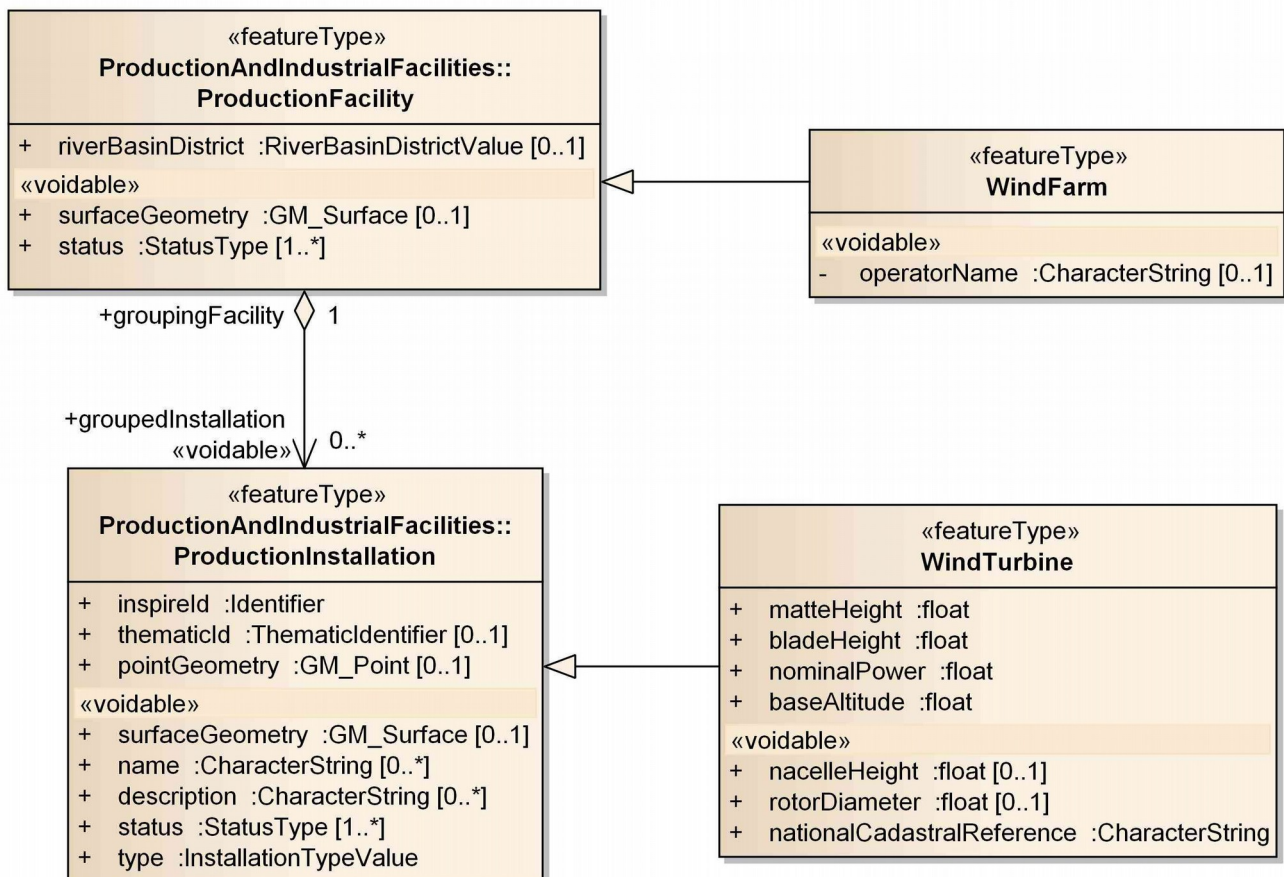 «featureType»
ProductionAndIndustrialFacilities::
ProductionFacility
+ riverBasinDistrict :RiverBasinDistrictValue [0..1]
«voidable»
+ surfaceGeometry :GM_Surface [0..1]
+ status :StatusType [1..*]
«featureType»
WindFarm
«voidable»
- operatorName :CharacterString [0..1]
+groupingFacility 1
+groupedInstallation
«voidable» 0..*
«featureType»
ProductionAndIndustrialFacilities::
ProductionInstallation
+ inspireId :Identifier
+ thematicId :ThematicIdentifier [0..1]
+ pointGeometry :GM_Point [0..1]
«voidable»
+ surfaceGeometry :GM_Surface [0..1]
+ name :CharacterString [0..*]
+ description :CharacterString [0..*]
+ status :StatusType [1..*]
+ type :InstallationTypeValue
«featureType»
WindTurbine
+ matteHeight :float
+ bladeHeight :float
+ nominalPower :float
+ baseAltitude :float
«voidable»
+ nacelleHeight :float [0..1]
+ rotorDiameter :float [0..1]
+ nationalCadastralReference :CharacterString